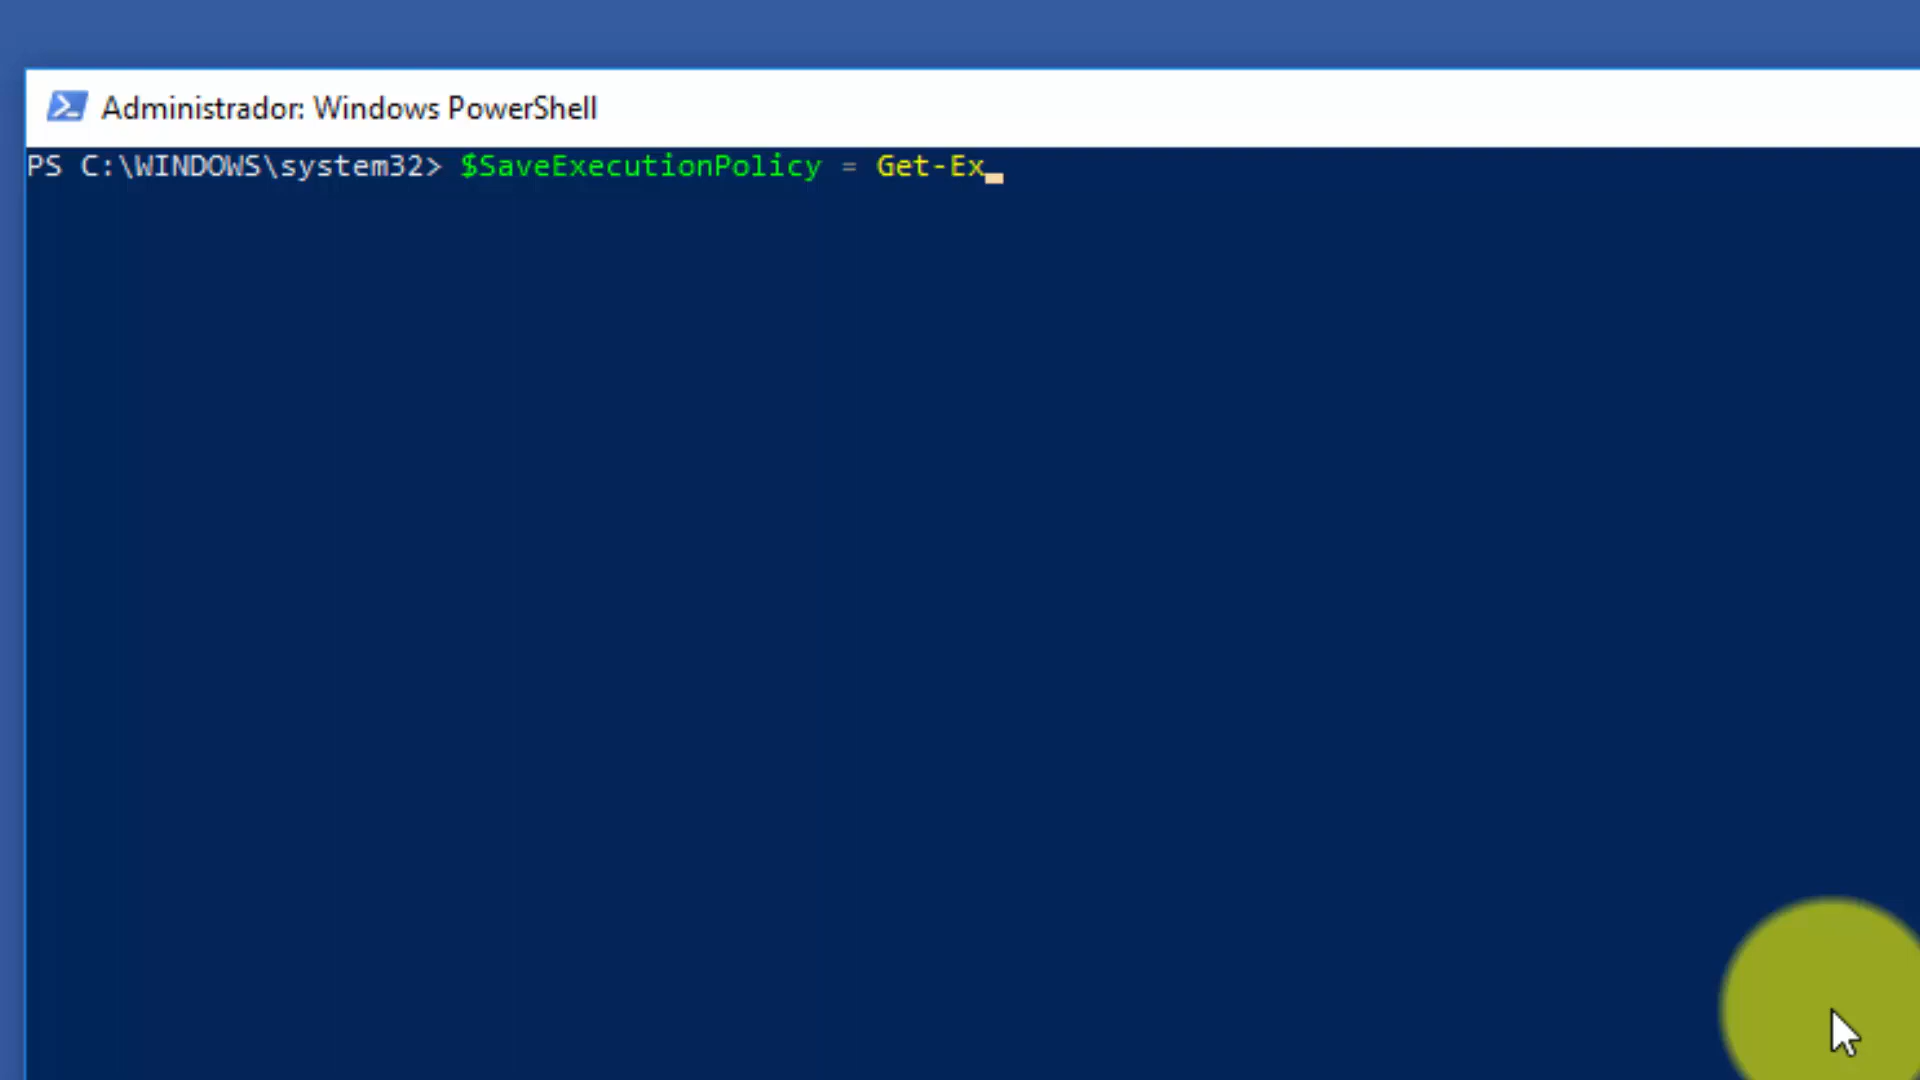 Administrador: Windows PowerShell
PS C:\WINDOWS\system32> $SaveExecutionPolicy = Get-Ex